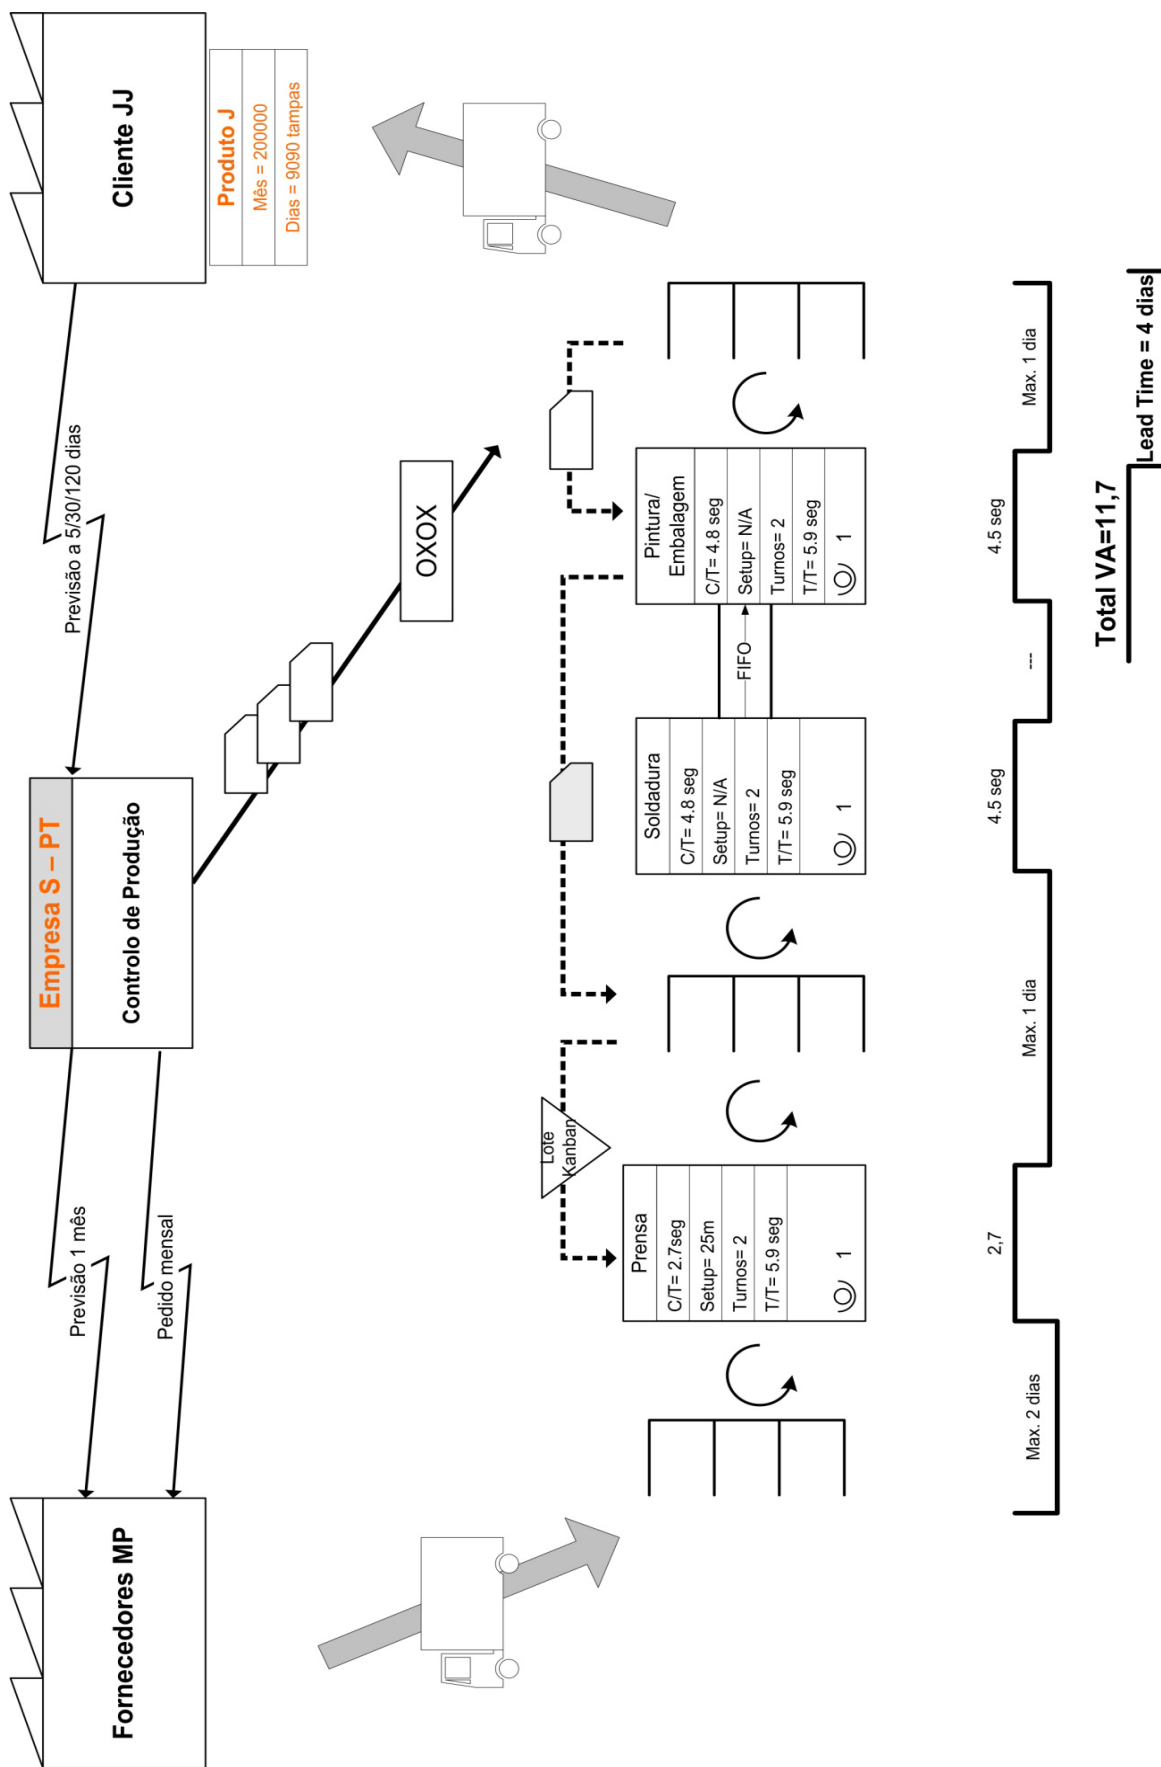 Fornecedores MP
Previsão 1 mês
Pedido mensal
Empresa S – PT
Controlo de Produção
Previsão a 5/30/120 dias
Cliente JJ
Produto J
Mês = 200000
Dias = 9090 tampas
OXOX
Lote
Kanban
Prensa
C/T= 2.7seg
Setup= 25m
Turnos= 2
T/T= 5.9 seg
1
Soldadura
C/T= 4.8 seg
Setup= N/A
Turnos= 2
T/T= 5.9 seg
1
FIFO
Pintura/
Embalagem
C/T= 4.8 seg
Setup= N/A
Turnos= 2
T/T= 5.9 seg
1
Max. 2 dias
2,7
Max. 1 dia
4.5 seg
---
4.5 seg
Max. 1 dia
Total VA=11,7
Lead Time = 4 dias